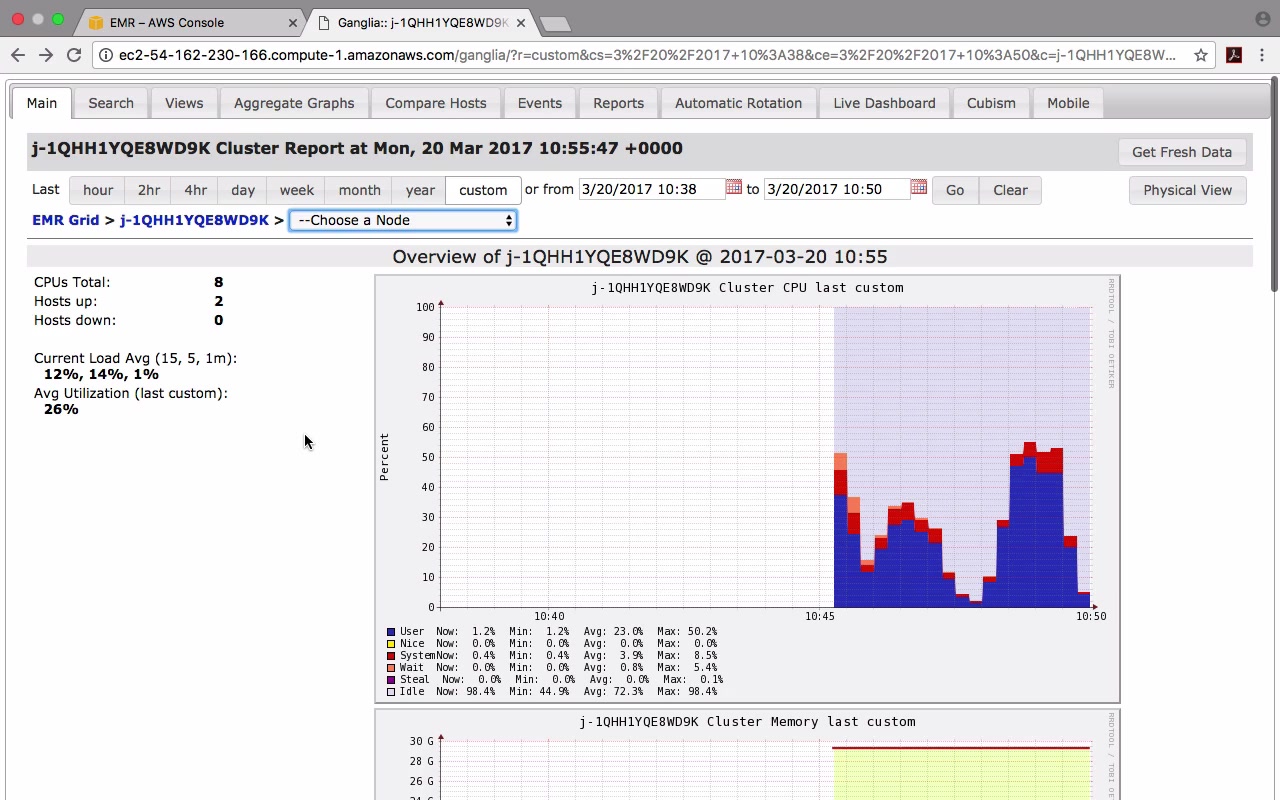 EMR – AWS Console
Ganglia:: j-1QHH1YQE8WD9K
ec2-54-162-230-166.compute-1.amazonaws.com/ganglia/?r=custom&cs=3%2F20%2F2017+10%3A38&ce=3%2F20%2F2017+10%3A50&c=j-1QHH1YQE8W...
Main Search Views Aggregate Graphs Compare Hosts Events Reports Automatic Rotation Live Dashboard Cubism Mobile
j-1QHH1YQE8WD9K Cluster Report at Mon, 20 Mar 2017 10:55:47 +0000
Get Fresh Data
Last hour 2hr 4hr day week month year custom or from 3/20/2017 10:38 to 3/20/2017 10:50 Go Clear Physical View
EMR Grid > j-1QHH1YQE8WD9K > --Choose a Node
Overview of j-1QHH1YQE8WD9K @ 2017-03-20 10:55
CPUs Total: 8
Hosts up: 2
Hosts down: 0
Current Load Avg (15, 5, 1m):
12%, 14%, 1%
Avg Utilization (last custom):
26%
j-1QHH1YQE8WD9K Cluster CPU last custom
RRDTOOL / TOBI OETIKER
Percent
100
90
80
70
60
50
40
30
20
10
0
10:40 10:45 10:50
User Now: 1.2% Min: 1.2% Avg: 23.0% Max: 50.2%
Nice Now: 0.0% Min: 0.0% Avg: 0.0% Max: 0.0%
System Now: 0.4% Min: 0.4% Avg: 3.9% Max: 8.5%
Wait Now: 0.0% Min: 0.0% Avg: 0.8% Max: 5.4%
Steal Now: 0.0% Min: 0.0% Avg: 0.0% Max: 0.1%
Idle Now: 98.4% Min: 44.9% Avg: 72.3% Max: 98.4%
j-1QHH1YQE8WD9K Cluster Memory last custom
RRDTOOL / TOBI OE
30 G
28 G
26 G